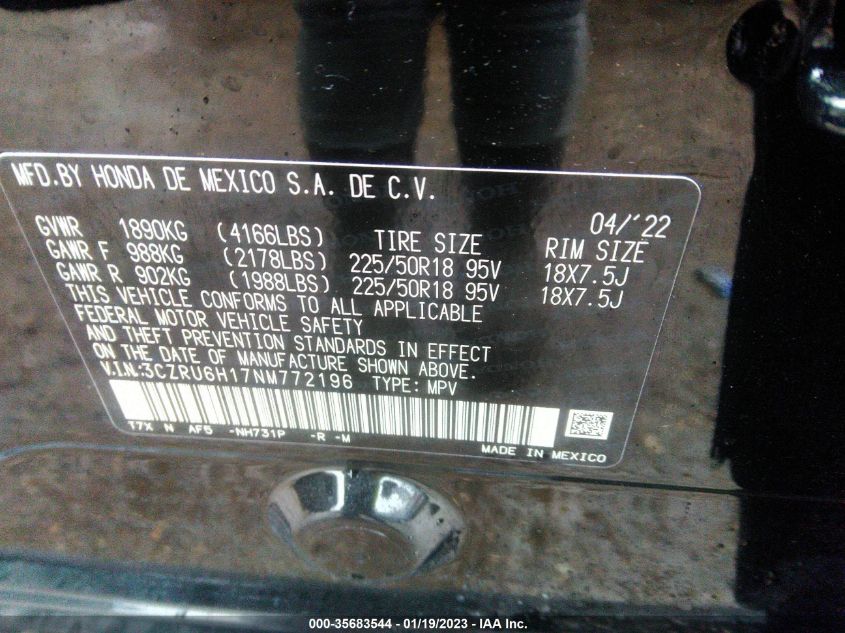 MFD.BY HONDA DE MEXICO S.A. DE C.V.
04/'22
GVWR 1890KG (4166LBS) TIRE SIZE RIM SIZE
GAWR F 988KG (2178LBS) 225/50R18 95V 18X7.5J
GAWR R 902KG (1988LBS) 225/50R18 95V 18X7.5J
THIS VEHICLE CONFORMS TO ALL APPLICABLE
FEDERAL MOTOR VEHICLE SAFETY
AND THEFT PREVENTION STANDARDS IN EFFECT
ON THE DATE OF MANUFACTURE SHOWN ABOVE.
V.I.N:3CZRU6H17NM772196 TYPE: MPV
T7X N AF5 -NH731P -R -M
MADE IN MEXICO
000-35683544 - 01/19/2023 - IAA Inc.